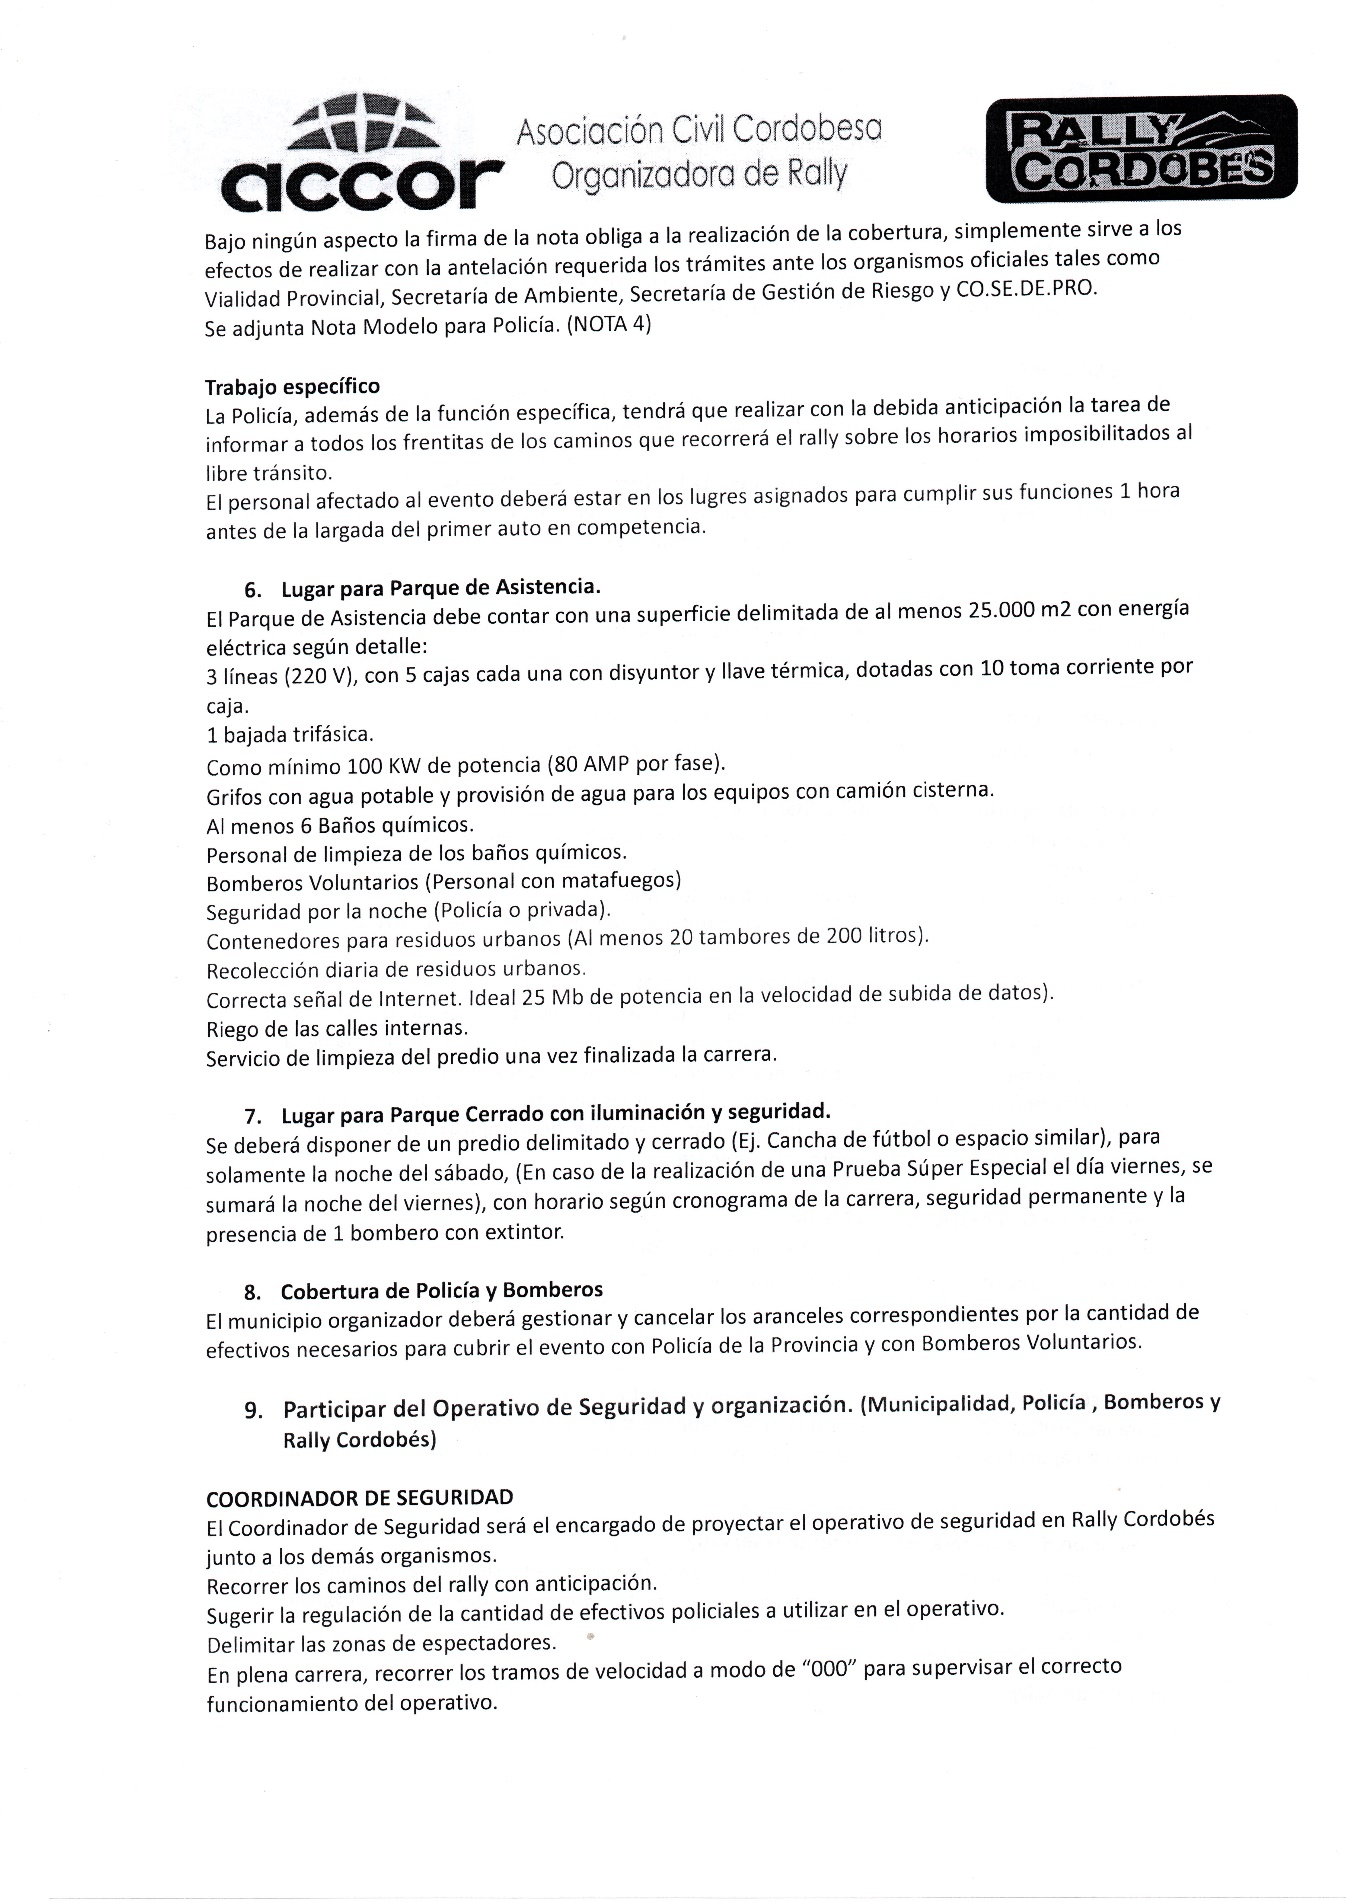 accor
Asociación Civil Cordobesa
Organizadora de Rally
RALLY
CORDOBÉS
Bajo ningún aspecto la firma de la nota obliga a la realización de la cobertura, simplemente sirve a los
efectos de realizar con la antelación requerida los trámites ante los organismos oficiales tales como
Vialidad Provincial, Secretaría de Ambiente, Secretaría de Gestión de Riesgo y CO.SE.DE.PRO.
Se adjunta Nota Modelo para Policía. (NOTA 4)
Trabajo específico
La Policía, además de la función específica, tendrá que realizar con la debida anticipación la tarea de
informar a todos los frentitas de los caminos que recorrerá el rally sobre los horarios imposibilitados al
libre tránsito.
El personal afectado al evento deberá estar en los lugres asignados para cumplir sus funciones 1 hora
antes de la largada del primer auto en competencia.
6. Lugar para Parque de Asistencia.
El Parque de Asistencia debe contar con una superficie delimitada de al menos 25.000 m2 con energía
eléctrica según detalle:
3 líneas (220 V), con 5 cajas cada una con disyuntor y llave térmica, dotadas con 10 toma corriente por
caja.
1 bajada trifásica.
Como mínimo 100 KW de potencia (80 AMP por fase).
Grifos con agua potable y provisión de agua para los equipos con camión cisterna.
Al menos 6 Baños químicos.
Personal de limpieza de los baños químicos.
Bomberos Voluntarios (Personal con matafuegos)
Seguridad por la noche (Policía o privada).
Contenedores para residuos urbanos (Al menos 20 tambores de 200 litros).
Recolección diaria de residuos urbanos.
Correcta señal de Internet. Ideal 25 Mb de potencia en la velocidad de subida de datos).
Riego de las calles internas.
Servicio de limpieza del predio una vez finalizada la carrera.
7. Lugar para Parque Cerrado con iluminación y seguridad.
Se deberá disponer de un predio delimitado y cerrado (Ej. Cancha de fútbol o espacio similar), para
solamente la noche del sábado, (En caso de la realización de una Prueba Súper Especial el día viernes, se
sumará la noche del viernes), con horario según cronograma de la carrera, seguridad permanente y la
presencia de 1 bombero con extintor.
8. Cobertura de Policía y Bomberos
El municipio organizador deberá gestionar y cancelar los aranceles correspondientes por la cantidad de
efectivos necesarios para cubrir el evento con Policía de la Provincia y con Bomberos Voluntarios.
9. Participar del Operativo de Seguridad y organización. (Municipalidad, Policía , Bomberos y
Rally Cordobés)
COORDINADOR DE SEGURIDAD
El Coordinador de Seguridad será el encargado de proyectar el operativo de seguridad en Rally Cordobés
junto a los demás organismos.
Recorrer los caminos del rally con anticipación.
Sugerir la regulación de la cantidad de efectivos policiales a utilizar en el operativo.
Delimitar las zonas de espectadores.
En plena carrera, recorrer los tramos de velocidad a modo de “000” para supervisar el correcto
funcionamiento del operativo.